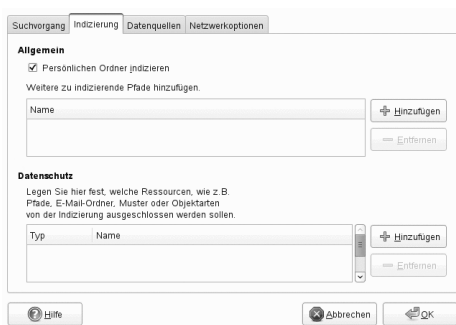 Suchvorgang Indizierung Datenquellen Netzwerkoptionen
Allgemein
Persönlichen Ordner indizieren
Weitere zu indizierende Pfade hinzufügen.
Name
Hinzufügen
Entfernen
Datenschutz
Legen Sie hier fest, welche Ressourcen, wie z.B.
Pfade, E-Mail-Ordner, Muster oder Objektarten
von der Indizierung ausgeschlossen werden sollen.
Typ Name
Hinzufügen
Entfernen
Hilfe Abbrechen OK